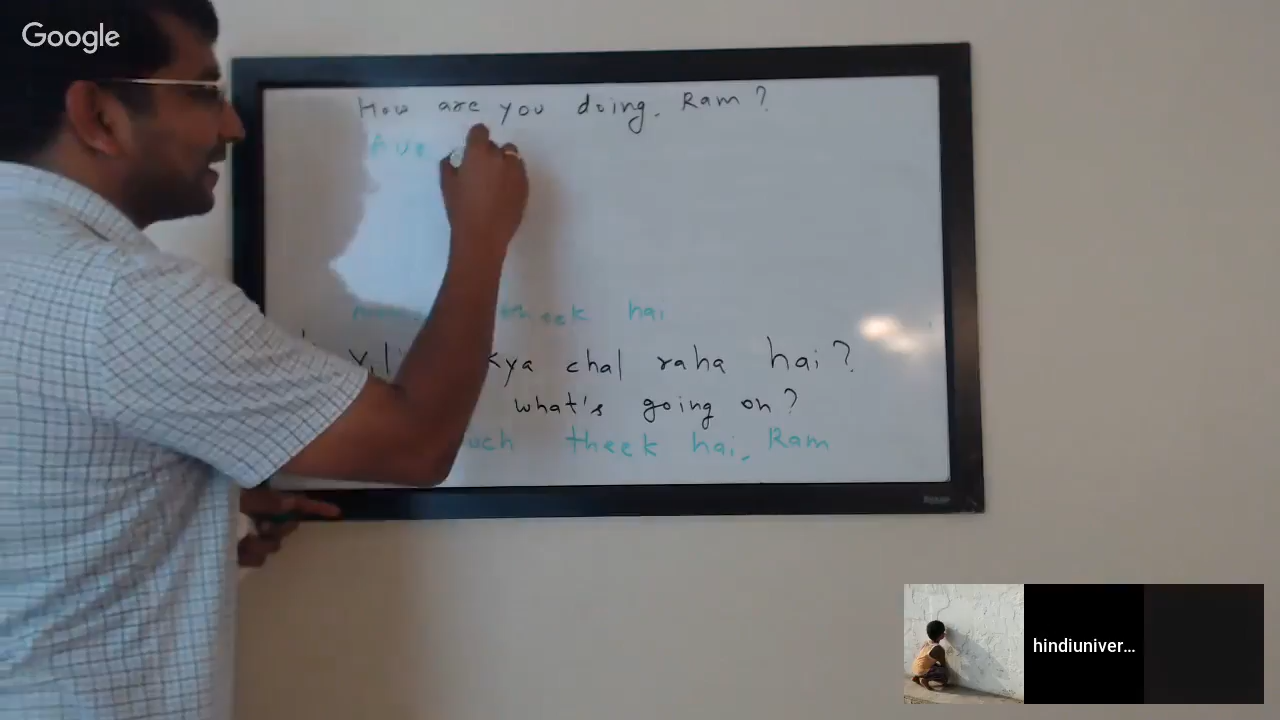 Google
How are you doing, Ram?
theek hai
kya chal raha hai?
what's going on?
theek hai, Ram
hindiuniver...